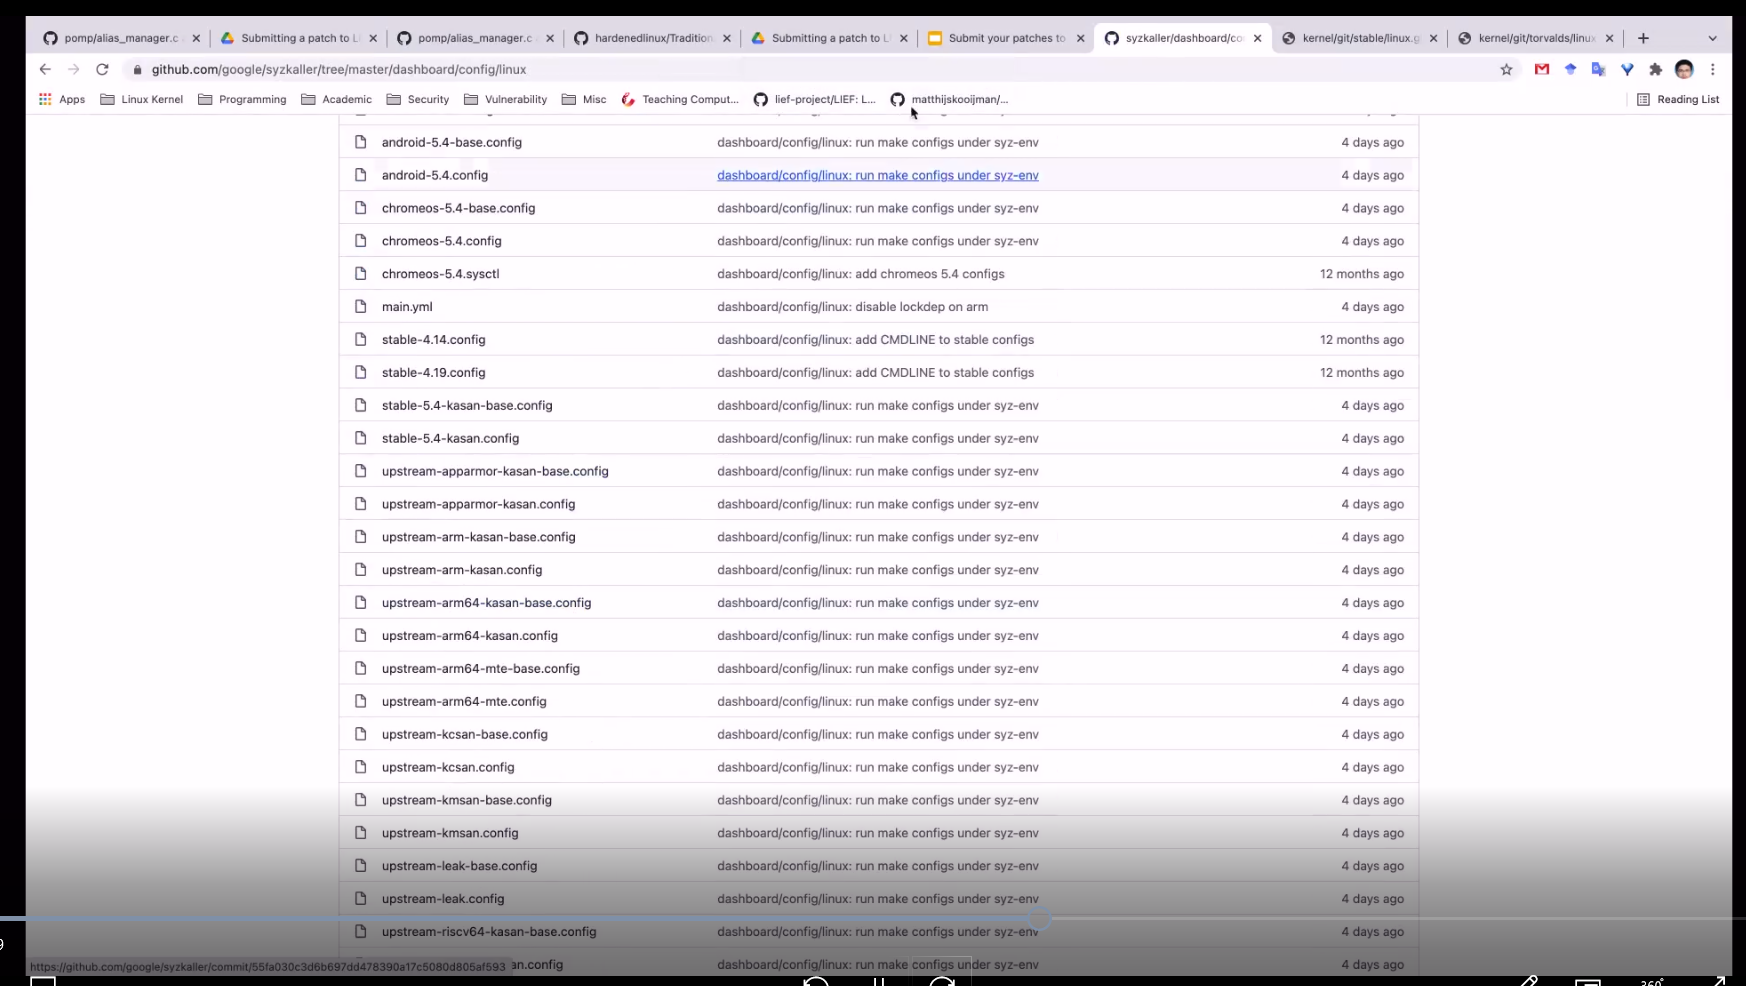 pomp/alias_manager.c Submitting a patch to Li pomp/alias_manager.c hardenedlinux/Tradition Submitting a patch to Li Submit your patches to syzkaller/dashboard/co kernel/git/stable/linux.g kernel/git/torvalds/linux
github.com/google/syzkaller/tree/master/dashboard/config/linux
Apps Linux Kernel Programming Academic Security Vulnerability Misc Teaching Comput... lief-project/LIEF: L... matthijskooijman/... Reading List
android-5.4-base.config dashboard/config/linux: run make configs under syz-env 4 days ago
android-5.4.config dashboard/config/linux: run make configs under syz-env 4 days ago
chromeos-5.4-base.config dashboard/config/linux: run make configs under syz-env 4 days ago
chromeos-5.4.config dashboard/config/linux: run make configs under syz-env 4 days ago
chromeos-5.4.sysctl dashboard/config/linux: add chromeos 5.4 configs 12 months ago
main.yml dashboard/config/linux: disable lockdep on arm 4 days ago
stable-4.14.config dashboard/config/linux: add CMDLINE to stable configs 12 months ago
stable-4.19.config dashboard/config/linux: add CMDLINE to stable configs 12 months ago
stable-5.4-kasan-base.config dashboard/config/linux: run make configs under syz-env 4 days ago
stable-5.4-kasan.config dashboard/config/linux: run make configs under syz-env 4 days ago
upstream-apparmor-kasan-base.config dashboard/config/linux: run make configs under syz-env 4 days ago
upstream-apparmor-kasan.config dashboard/config/linux: run make configs under syz-env 4 days ago
upstream-arm-kasan-base.config dashboard/config/linux: run make configs under syz-env 4 days ago
upstream-arm-kasan.config dashboard/config/linux: run make configs under syz-env 4 days ago
upstream-arm64-kasan-base.config dashboard/config/linux: run make configs under syz-env 4 days ago
upstream-arm64-kasan.config dashboard/config/linux: run make configs under syz-env 4 days ago
upstream-arm64-mte-base.config dashboard/config/linux: run make configs under syz-env 4 days ago
upstream-arm64-mte.config dashboard/config/linux: run make configs under syz-env 4 days ago
upstream-kcsan-base.config dashboard/config/linux: run make configs under syz-env 4 days ago
upstream-kcsan.config dashboard/config/linux: run make configs under syz-env 4 days ago
upstream-kmsan-base.config dashboard/config/linux: run make configs under syz-env 4 days ago
upstream-kmsan.config dashboard/config/linux: run make configs under syz-env 4 days ago
upstream-leak-base.config dashboard/config/linux: run make configs under syz-env 4 days ago
upstream-leak.config dashboard/config/linux: run make configs under syz-env 4 days ago
upstream-riscv64-kasan-base.config dashboard/config/linux: run make configs under syz-env 4 days ago
9
https://github.com/google/syzkaller/commit/55fa030c3d6b697dd478390a17c5080d805af593 an.config dashboard/config/linux: run make configs under syz-env 4 days ago